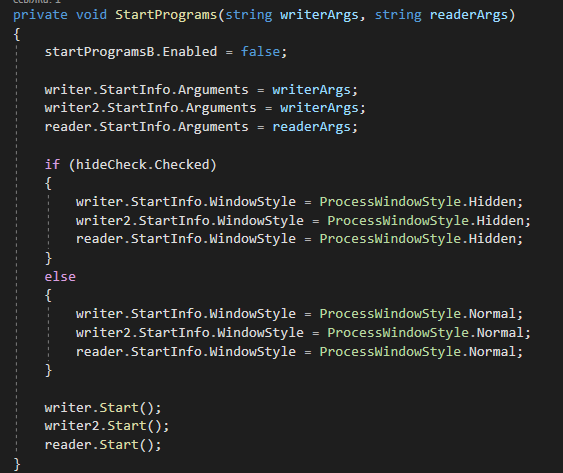 private void StartPrograms(string writerArgs, string readerArgs)
{
startProgramsB.Enabled = false;
writer.StartInfo.Arguments = writerArgs;
writer2.StartInfo.Arguments = writerArgs;
reader.StartInfo.Arguments = readerArgs;
if (hideCheck.Checked)
{
writer.StartInfo.WindowStyle = ProcessWindowStyle.Hidden;
writer2.StartInfo.WindowStyle = ProcessWindowStyle.Hidden;
reader.StartInfo.WindowStyle = ProcessWindowStyle.Hidden;
}
else
{
writer.StartInfo.WindowStyle = ProcessWindowStyle.Normal;
writer2.StartInfo.WindowStyle = ProcessWindowStyle.Normal;
reader.StartInfo.WindowStyle = ProcessWindowStyle.Normal;
}
writer.Start();
writer2.Start();
reader.Start();
}